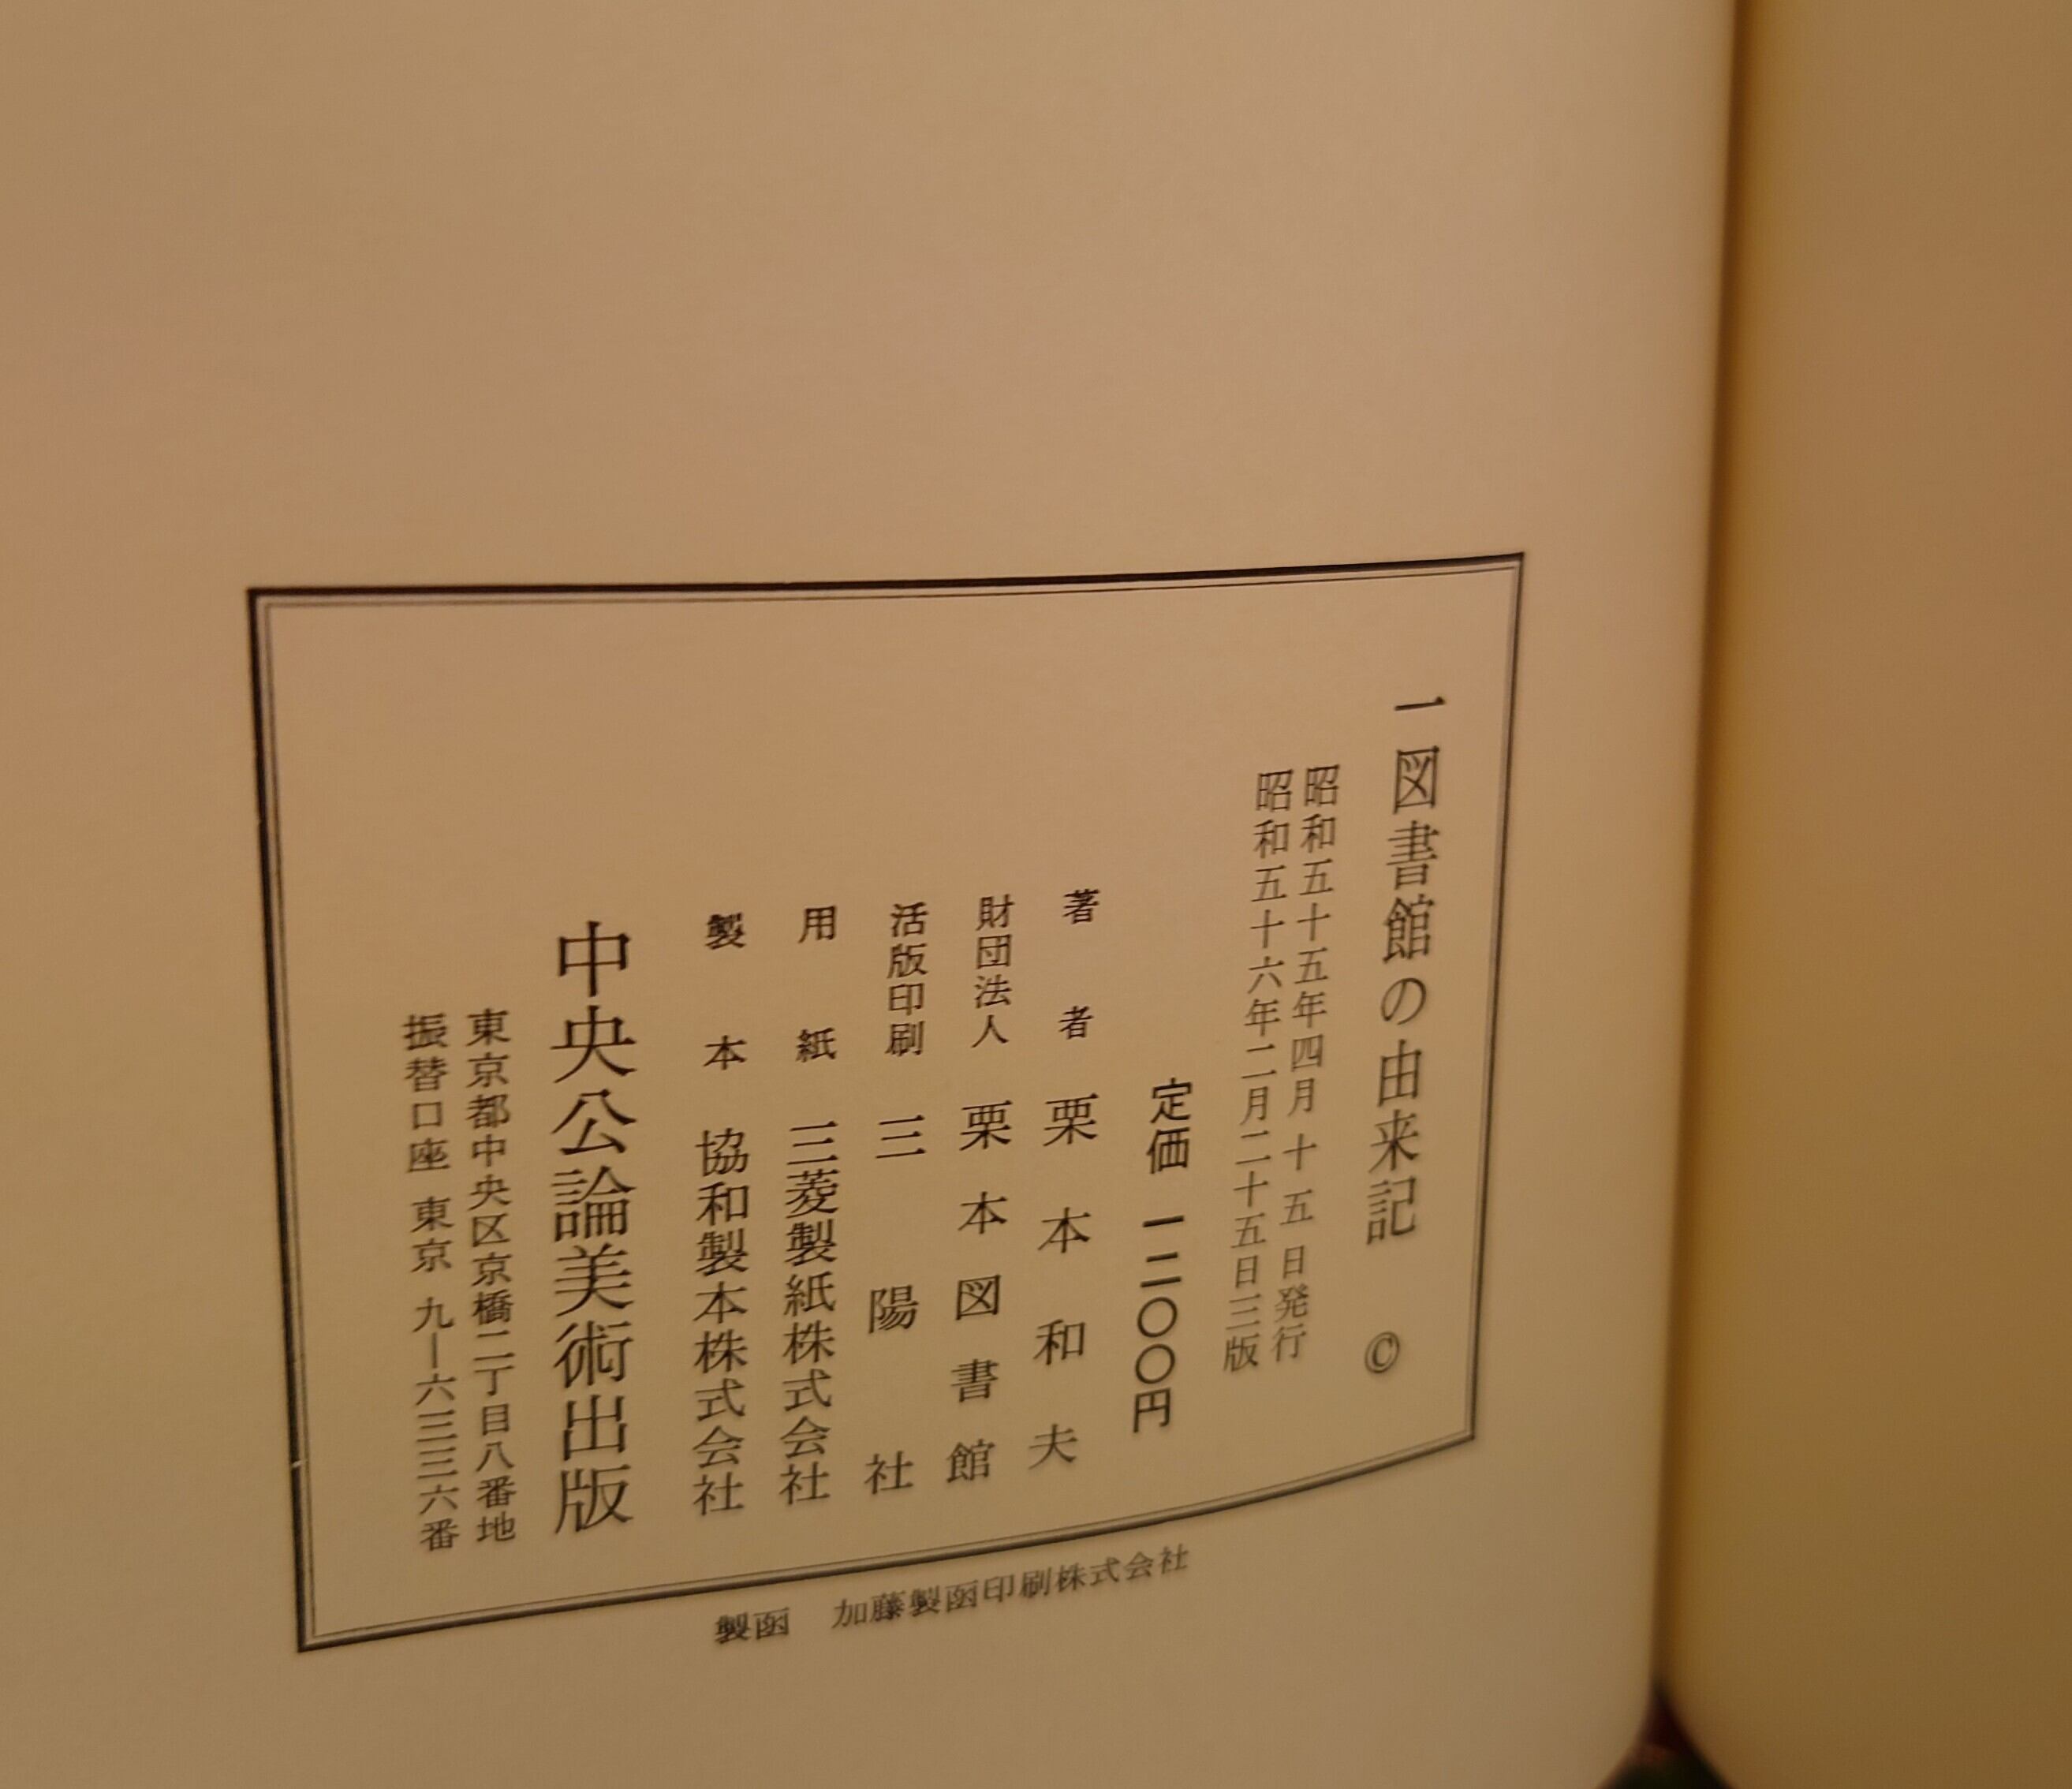 一図書館の由来記 ©
昭和五十五年四月十五日発行
昭和五十六年二月二十五日三版
定価 一二〇〇円
著者 栗本和夫
財団法人 栗本図書館
活版印刷 三陽社
用紙 三菱製紙株式会社
製本 協和製本株式会社
中央公論美術出版
東京都中央区京橋二丁目八番地
振替口座 東京 九―六三三六番
製函 加藤製函印刷株式会社